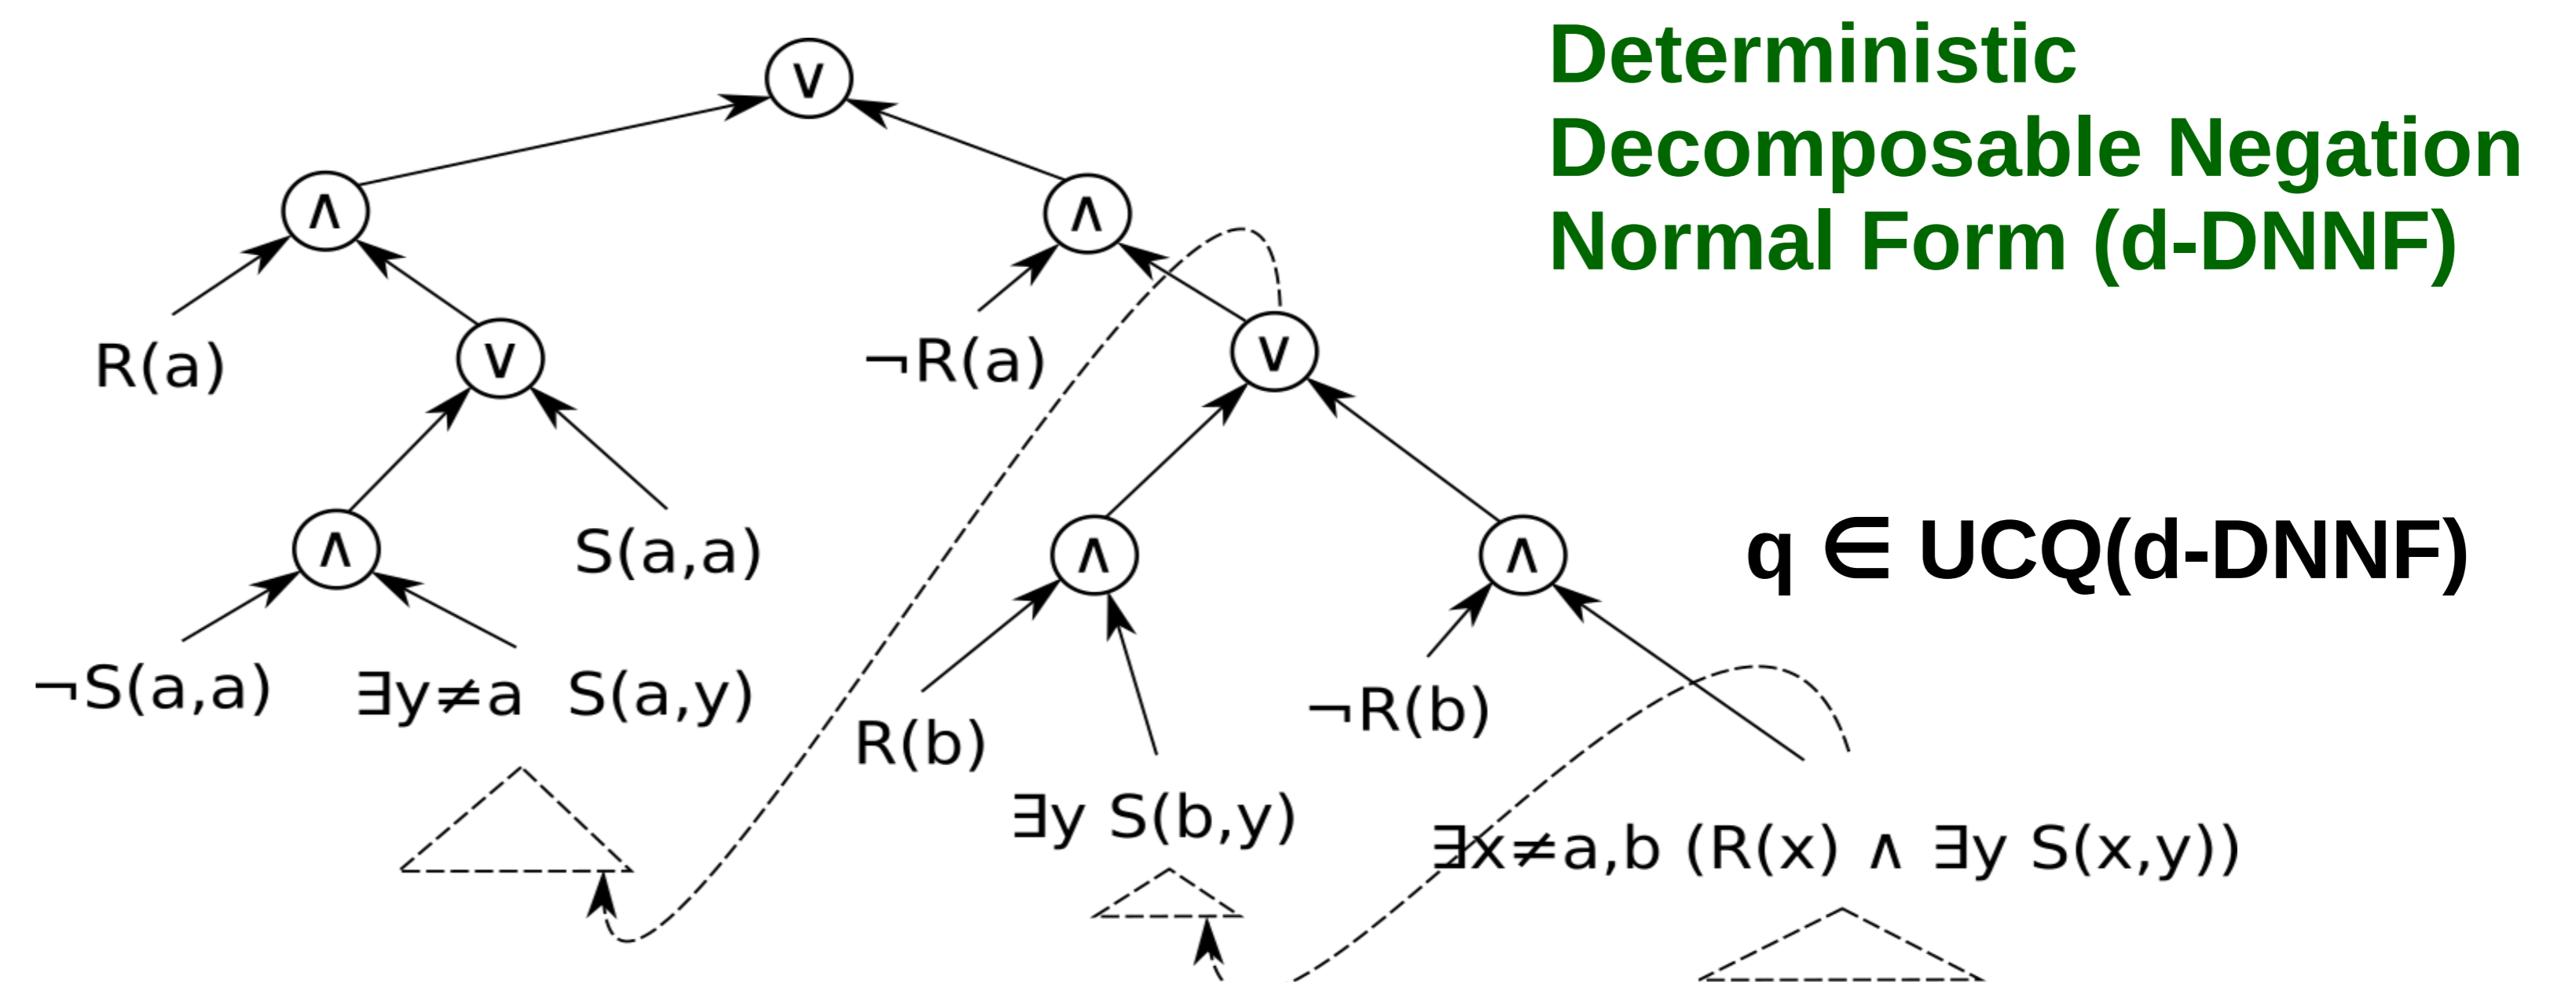 Deterministic
Decomposable Negation
Normal Form (d-DNNF)
∨
∧
∧
R(a)
∨
¬R(a)
∨
∧
S(a,a)
∧
∧
q ∈ UCQ(d-DNNF)
¬S(a,a)
∃y≠a S(a,y)
R(b)
¬R(b)
∃y S(b,y)
∃x≠a,b (R(x) ∧ ∃y S(x,y))